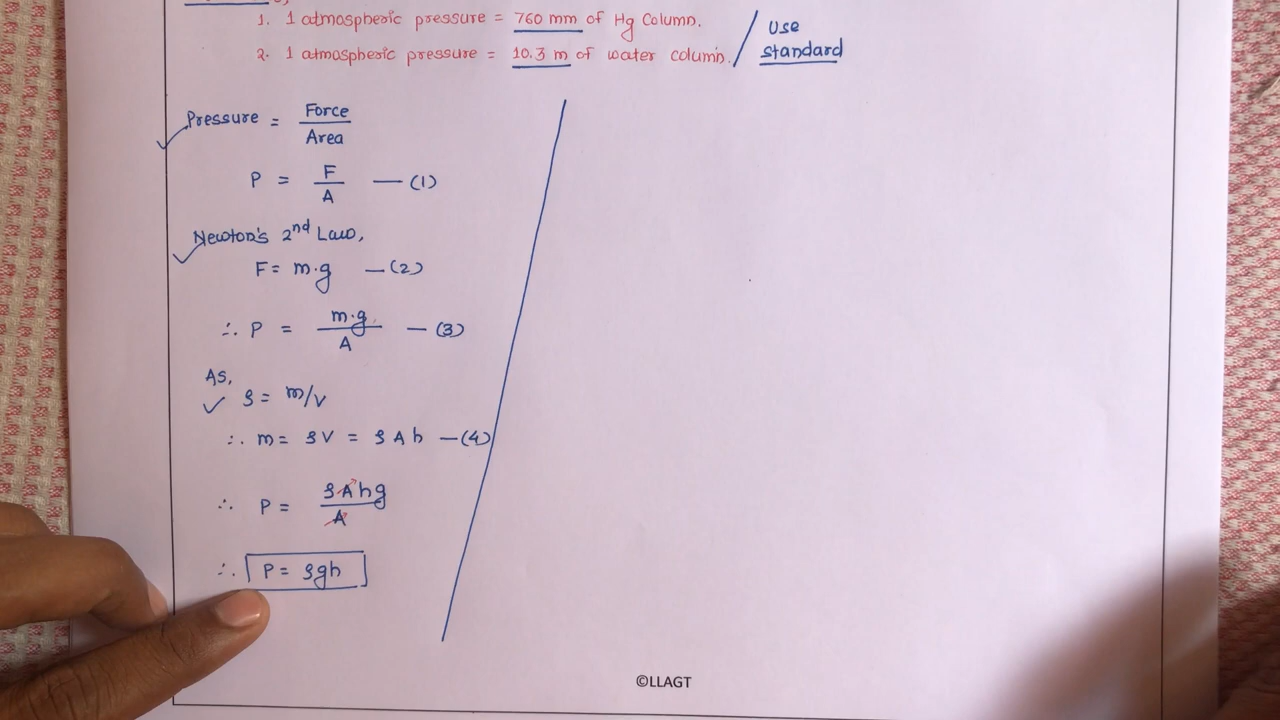 1. 1 atmospheric pressure = 760 mm of Hg Column.
2. 1 atmospheric pressure = 10.3 m of water column.
/ Use
standard
Pressure = Force / Area
P = F / A — (1)
Newton's 2nd Law,
F = m.g — (2)
∴ P = m.g / A — (3)
As,
ρ = m/v
∴ m = ρV = ρAh — (4)
∴ P = ρAhg / A
∴ P = ρgh
©LLAGT